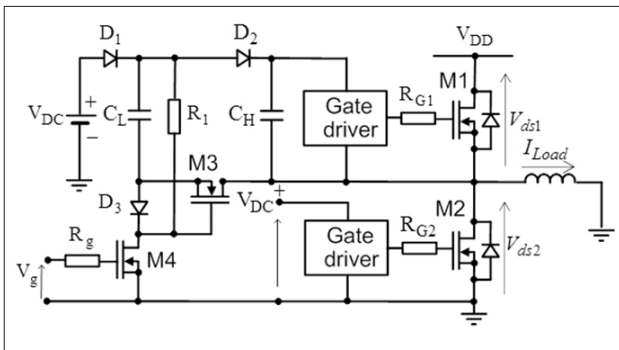 D1
D2
VDD
M1
VDC
+
−
CL
R1
CH
Gate
driver
RG1
Vds1
ILoad
M3
D3
VDC
+
M2
Gate
driver
RG2
Vds2
Rg
Vg
M4